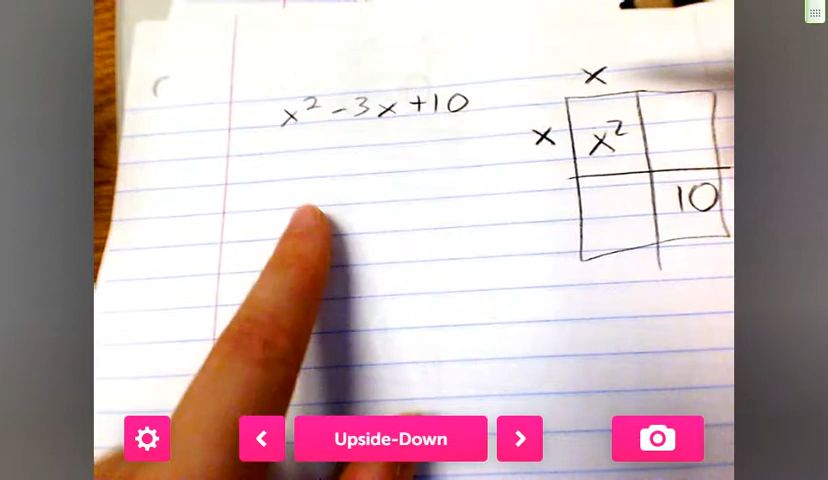 x
x² - 3x + 10
x x²
10
Upside-Down